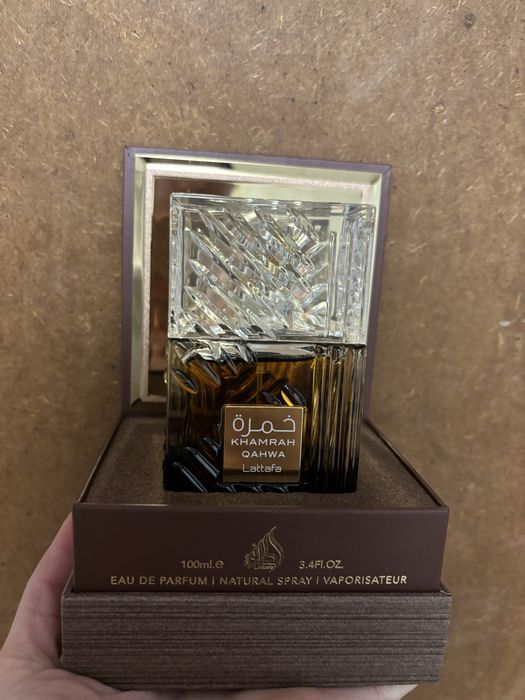 خمرة
KHAMRAH
QAHWA
Lattafa
100ml.e 3.4Fl.OZ.
EAU DE PARFUM | NATURAL SPRAY | VAPORISATEUR